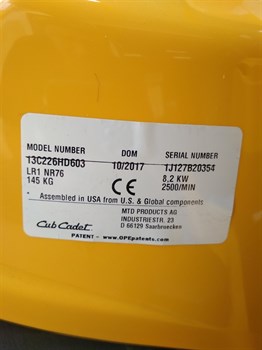 MODEL NUMBER DOM SERIAL NUMBER
13C226HD603 10/2017 1J127B20354
LR1 NR76 8,2 KW
145 KG CE 2500/MIN
* Assembled in USA from U.S. & Global components
MTD PRODUCTS AG
Cub Cadet INDUSTRIESTR. 23
D 66129 Saarbruecken
PATENT - www.OPEpatents.com